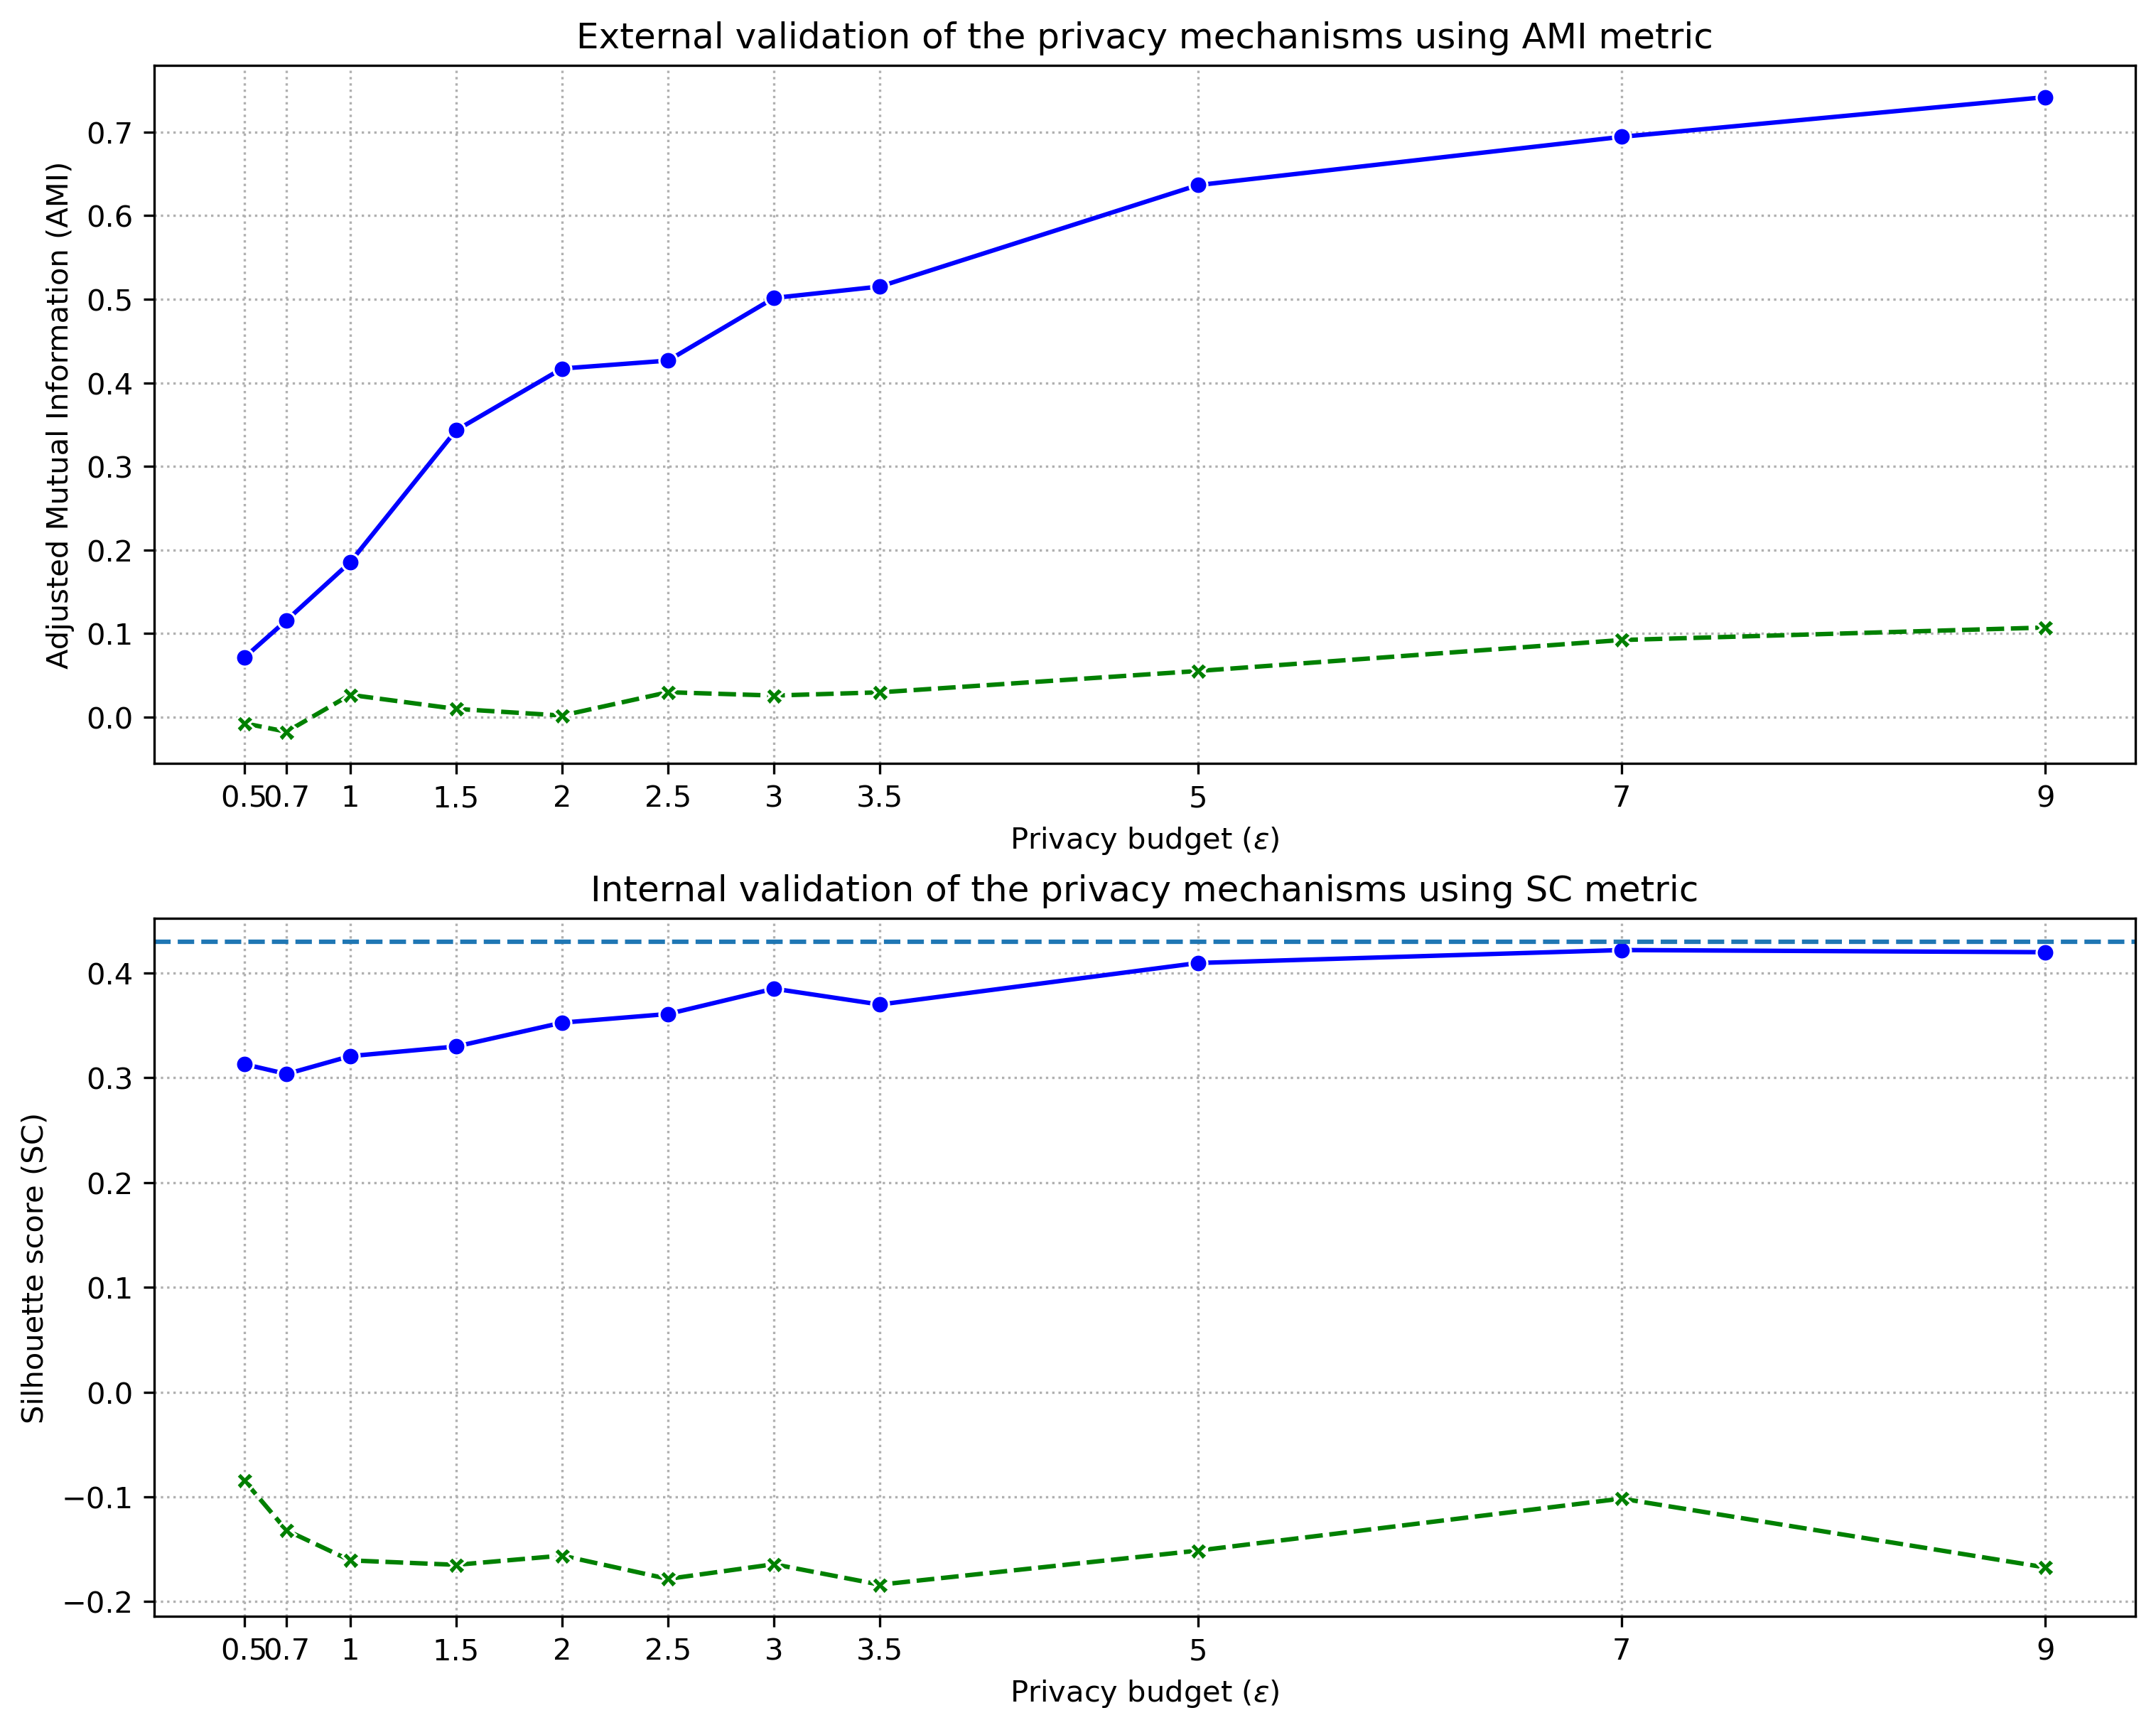 External validation of the privacy mechanisms using AMI metric
Adjusted Mutual Information (AMI)
0.7
0.6
0.5
0.4
0.3
0.2
0.1
0.0
0.5 0.7 1 1.5 2 2.5 3 3.5 5 7 9
Privacy budget (ε)
Internal validation of the privacy mechanisms using SC metric
Silhouette score (SC)
0.4
0.3
0.2
0.1
0.0
−0.1
−0.2
0.5 0.7 1 1.5 2 2.5 3 3.5 5 7 9
Privacy budget (ε)